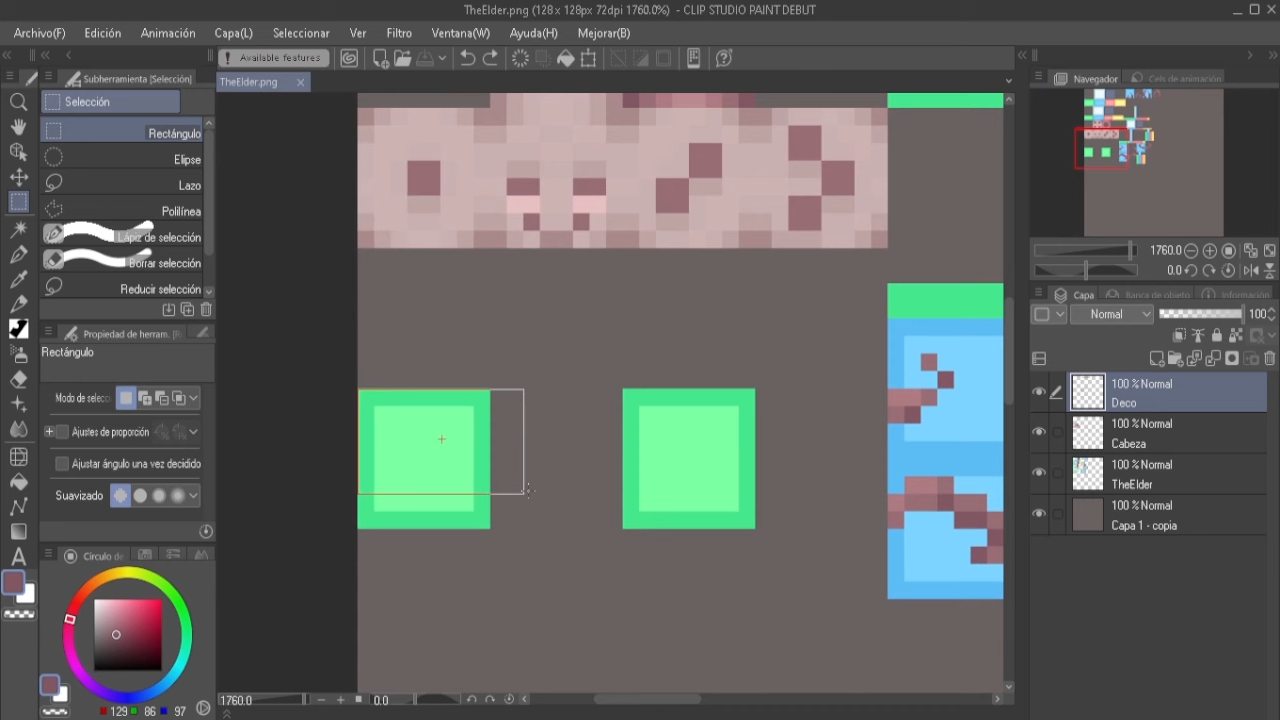 TheElder.png (128 x 128px 72dpi 1760.0%) - CLIP STUDIO PAINT DEBUT
Archivo(F) Edición Animación Capa(L) Seleccionar Ver Filtro Ventana(W) Ayuda(H) Mejorar(B)
! Available features
Subherramienta [Selección]
TheElder.png
Navegador Cels de animación
Selección
Rectángulo
Elipse
Lazo
Polilínea
Lápiz de selección
Borrar selección
Reducir selección
1760.0
0.0
Propiedad de herram.
Capa Banca de objeto Información
Normal 100
Rectángulo
Modo de selecc
Ajustes de proporción
Ajustar ángulo una vez decidido
Suavizado
100 % Normal
Deco
100 % Normal
Cabeza
100 % Normal
TheElder
100 % Normal
Capa 1 - copia
Círculo de
A
1760.0 0.0
129 86 97